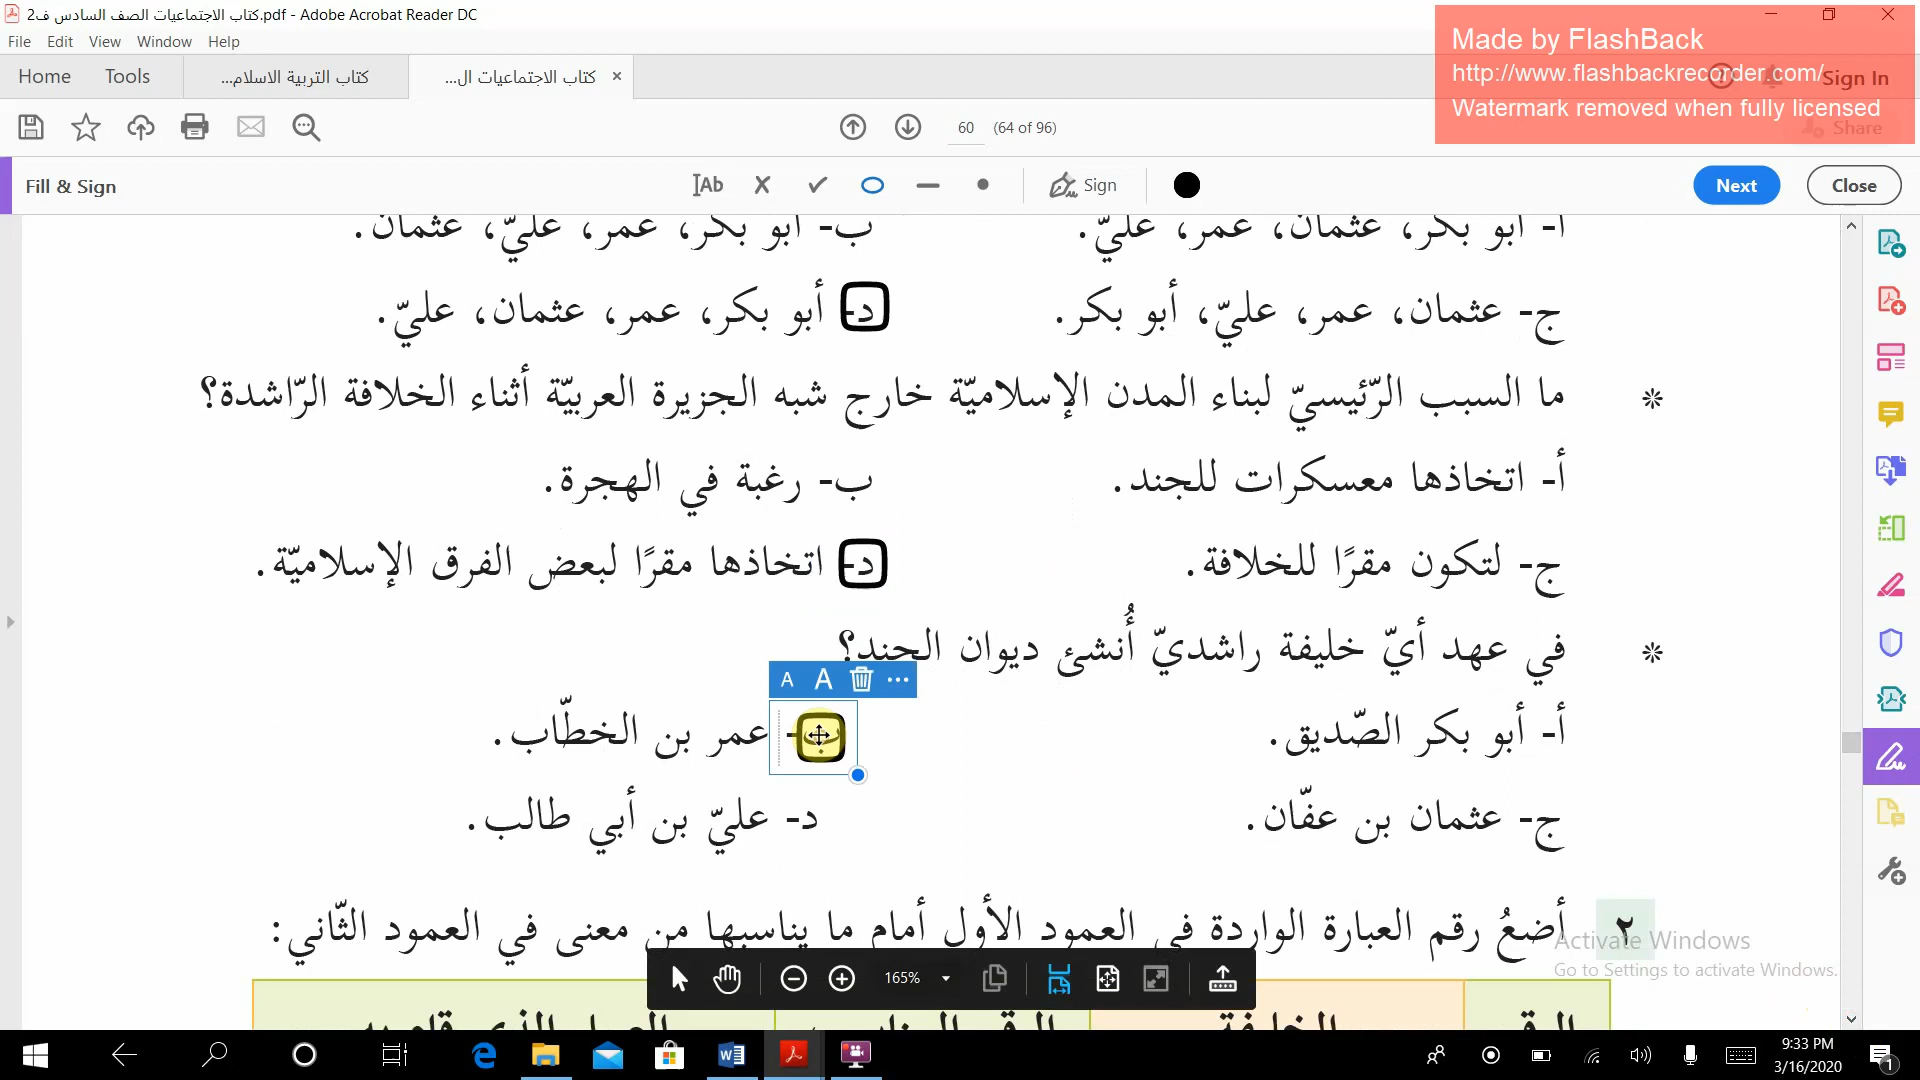 كتاب الاجتماعيات الصف السادس ف2.pdf - Adobe Acrobat Reader DC
File Edit View Window Help
Made by FlashBack
http://www.flashbackrecorder.com/
Watermark removed when fully licensed
Home Tools كتاب التربية الاسلام... كتاب الاجتماعيات ال... Sign In
60 (64 of 96) Share
Fill & Sign Ab Sign Next Close
أ- أبو بكر، عثمان، عمر، عليّ. ب- أبو بكر، عمر، عليّ، عثمان.
ج- عثمان، عمر، عليّ، أبو بكر. د- أبو بكر، عمر، عثمان، عليّ.
ما السبب الرّئيسيّ لبناء المدن الإسلاميّة خارج شبه الجزيرة العربيّة أثناء الخلافة الرّاشدة؟
أ- اتخاذها معسكرات للجند. ب- رغبة في الهجرة.
ج- لتكون مقرًا للخلافة. د- اتخاذها مقرًا لبعض الفرق الإسلاميّة.
في عهد أيّ خليفة راشديّ أُنشئ ديوان الجند؟
A A
أ- أبو بكر الصّديق. ب- عمر بن الخطّاب.
ج- عثمان بن عفّان. د- عليّ بن أبي طالب.
٢ أضعُ رقم العبارة الواردة في العمود الأول أمام ما يناسبها من معنى في العمود الثّاني:
Activate Windows
Go to Settings to activate Windows.
165%
الخليفة
9:33 PM
3/16/2020
1